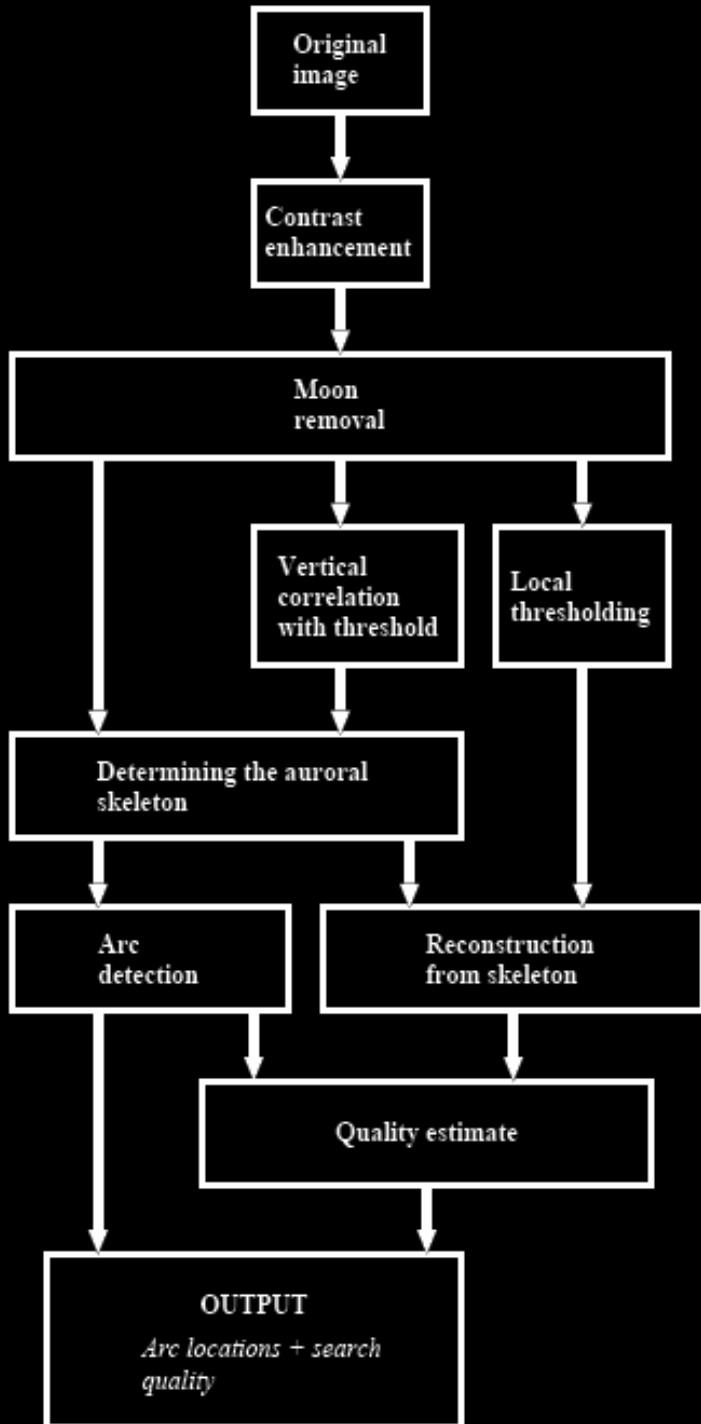 Original
image
Contrast
enhancement
Moon
removal
Vertical
correlation
with threshold
Local
thresholding
Determining the auroral
skeleton
Arc
detection
Reconstruction
from skeleton
Quality estimate
OUTPUT
Arc locations + search
quality